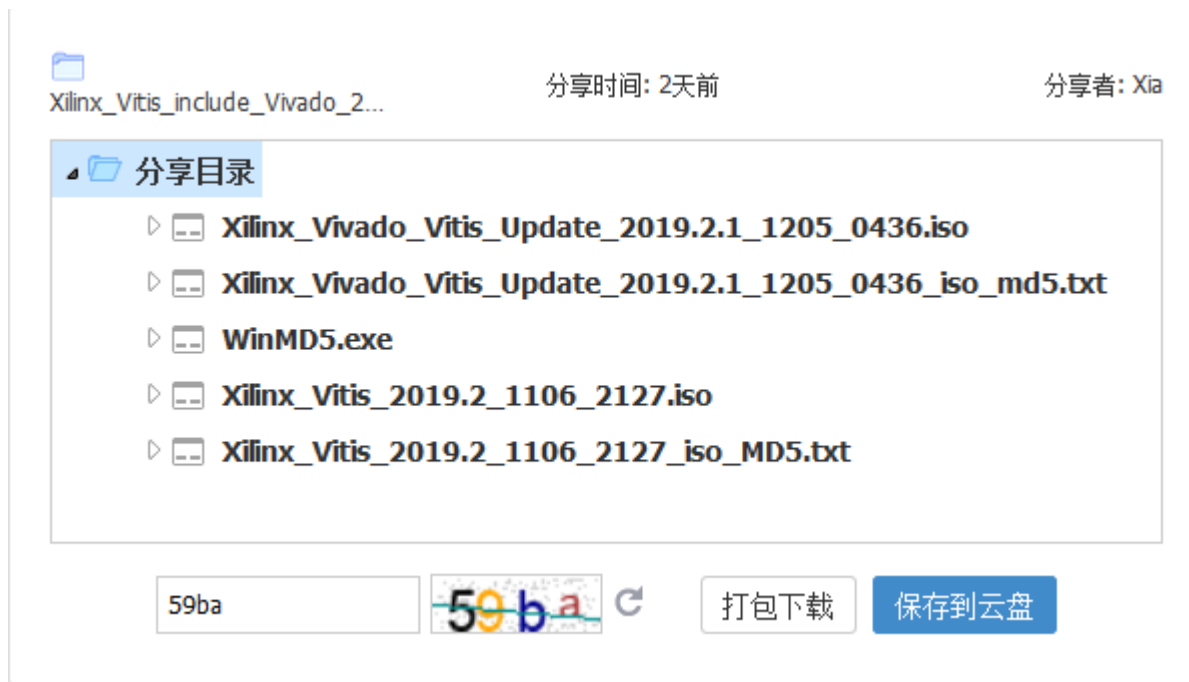 Xilinx_Vitis_include_Vivado_2... 分享时间: 2天前 分享者: Xia
分享目录
Xilinx_Vivado_Vitis_Update_2019.2.1_1205_0436.iso
Xilinx_Vivado_Vitis_Update_2019.2.1_1205_0436_iso_md5.txt
WinMD5.exe
Xilinx_Vitis_2019.2_1106_2127.iso
Xilinx_Vitis_2019.2_1106_2127_iso_MD5.txt
59ba 59ba 打包下载 保存到云盘